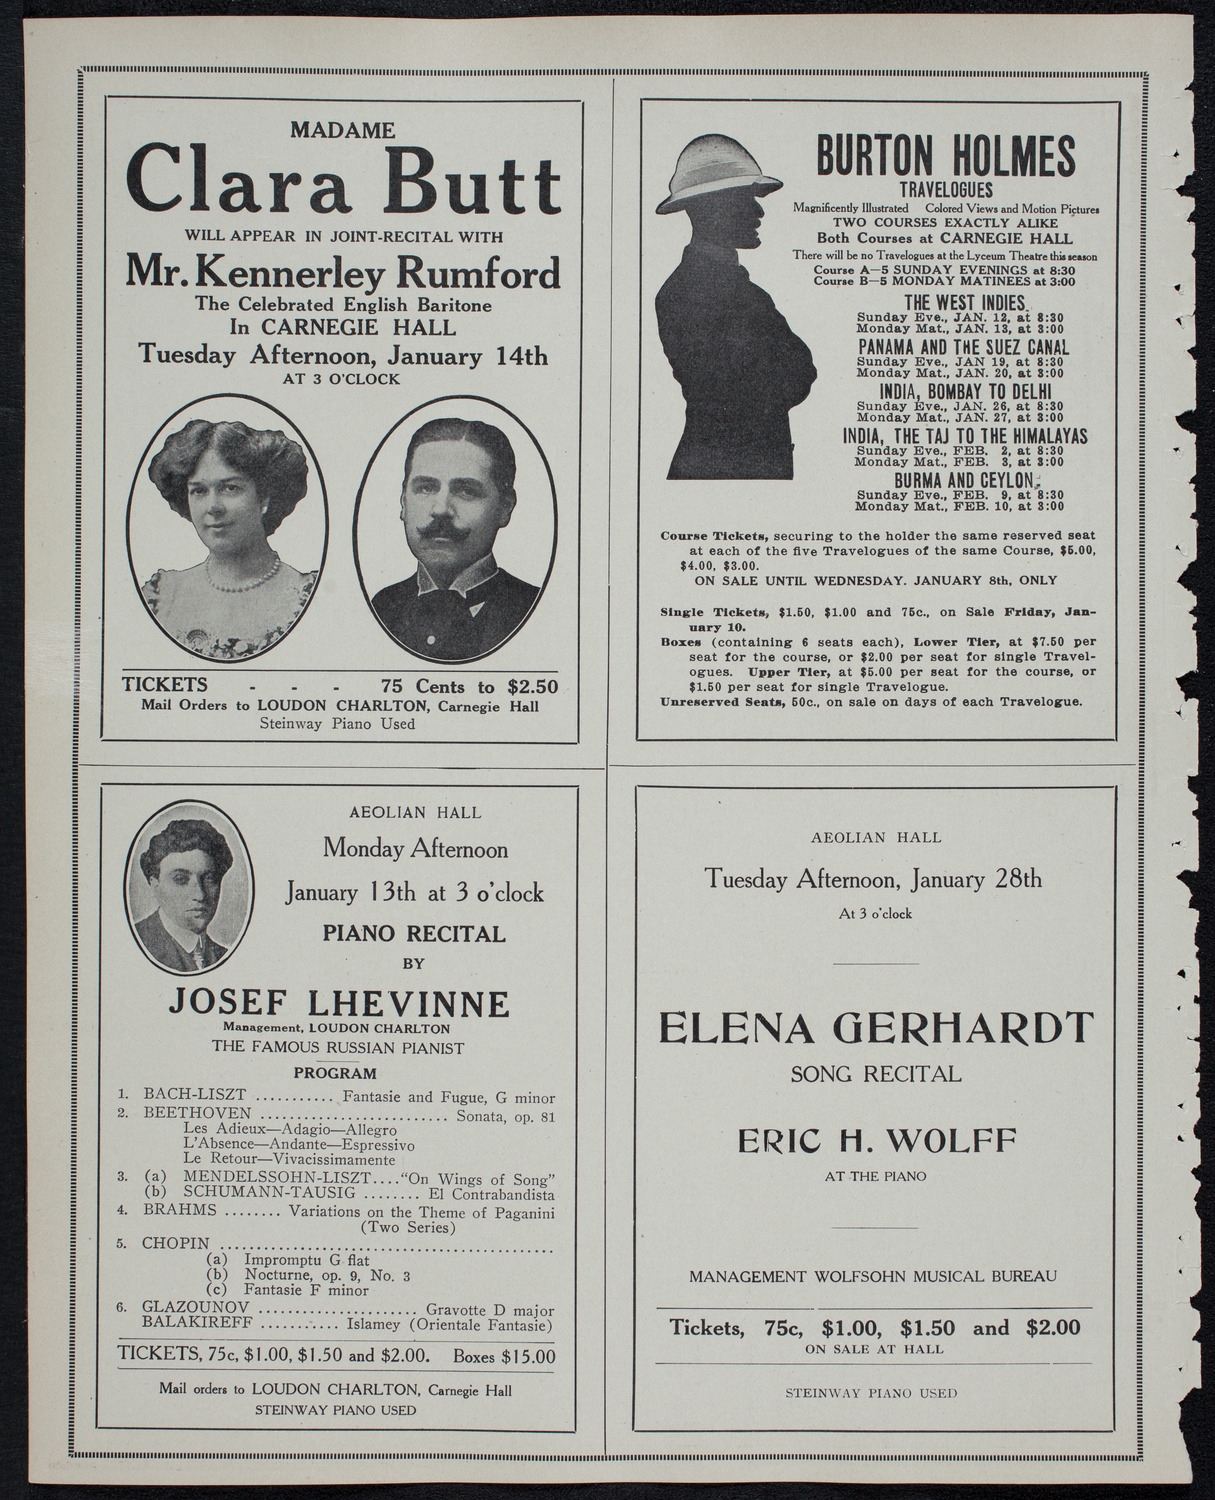 MADAME
Clara Butt
WILL APPEAR IN JOINT-RECITAL WITH
Mr. Kennerley Rumford
The Celebrated English Baritone
In CARNEGIE HALL
Tuesday Afternoon, January 14th
AT 3 O'CLOCK
TICKETS - - - 75 Cents to $2.50
Mail Orders to LOUDON CHARLTON, Carnegie Hall
Steinway Piano Used
BURTON HOLMES
TRAVELOGUES
Magnificently Illustrated Colored Views and Motion Pictures
TWO COURSES EXACTLY ALIKE
Both Courses at CARNEGIE HALL
There will be no Travelogues at the Lyceum Theatre this season
Course A—5 SUNDAY EVENINGS at 8:30
Course B—5 MONDAY MATINEES at 3:00
THE WEST INDIES
Sunday Eve., JAN. 12, at 8:30
Monday Mat., JAN. 13, at 3:00
PANAMA AND THE SUEZ CANAL
Sunday Eve., JAN 19, at 8:30
Monday Mat., JAN. 20, at 3:00
INDIA, BOMBAY TO DELHI
Sunday Eve., JAN. 26, at 8:30
Monday Mat., JAN. 27, at 3:00
INDIA, THE TAJ TO THE HIMALAYAS
Sunday Eve., FEB. 2, at 8:30
Monday Mat., FEB. 3, at 3:00
BURMA AND CEYLON
Sunday Eve., FEB. 9, at 8:30
Monday Mat., FEB. 10, at 3:00
Course Tickets, securing to the holder the same reserved seat
at each of the five Travelogues of the same Course, $5.00,
$4.00, $3.00.
ON SALE UNTIL WEDNESDAY. JANUARY 8th, ONLY
Single Tickets, $1.50, $1.00 and 75c., on Sale Friday, Jan-
uary 10.
Boxes (containing 6 seats each), Lower Tier, at $7.50 per
seat for the course, or $2.00 per seat for single Travel-
ogues. Upper Tier, at $5.00 per seat for the course, or
$1.50 per seat for single Travelogue.
Unreserved Seats, 50c., on sale on days of each Travelogue.
AEOLIAN HALL
Monday Afternoon
January 13th at 3 o'clock
PIANO RECITAL
BY
JOSEF LHEVINNE
Management, LOUDON CHARLTON
THE FAMOUS RUSSIAN PIANIST
PROGRAM
1. BACH-LISZT ........... Fantasie and Fugue, G minor
2. BEETHOVEN .......................... Sonata, op. 81
Les Adieux—Adagio—Allegro
L'Absence—Andante—Espressivo
Le Retour—Vivacissimamente
3. (a) MENDELSSOHN-LISZT...."On Wings of Song"
(b) SCHUMANN-TAUSIG ........ El Contrabandista
4. BRAHMS ........ Variations on the Theme of Paganini
(Two Series)
5. CHOPIN ..............................................
(a) Impromptu G flat
(b) Nocturne, op. 9, No. 3
(c) Fantasie F minor
6. GLAZOUNOV ...................... Gravotte D major
BALAKIREFF ........... Islamey (Orientale Fantasie)
TICKETS, 75c, $1.00, $1.50 and $2.00. Boxes $15.00
Mail orders to LOUDON CHARLTON, Carnegie Hall
STEINWAY PIANO USED
AEOLIAN HALL
Tuesday Afternoon, January 28th
At 3 o'clock
ELENA GERHARDT
SONG RECITAL
ERIC H. WOLFF
AT THE PIANO
MANAGEMENT WOLFSOHN MUSICAL BUREAU
Tickets, 75c, $1.00, $1.50 and $2.00
ON SALE AT HALL
STEINWAY PIANO USED